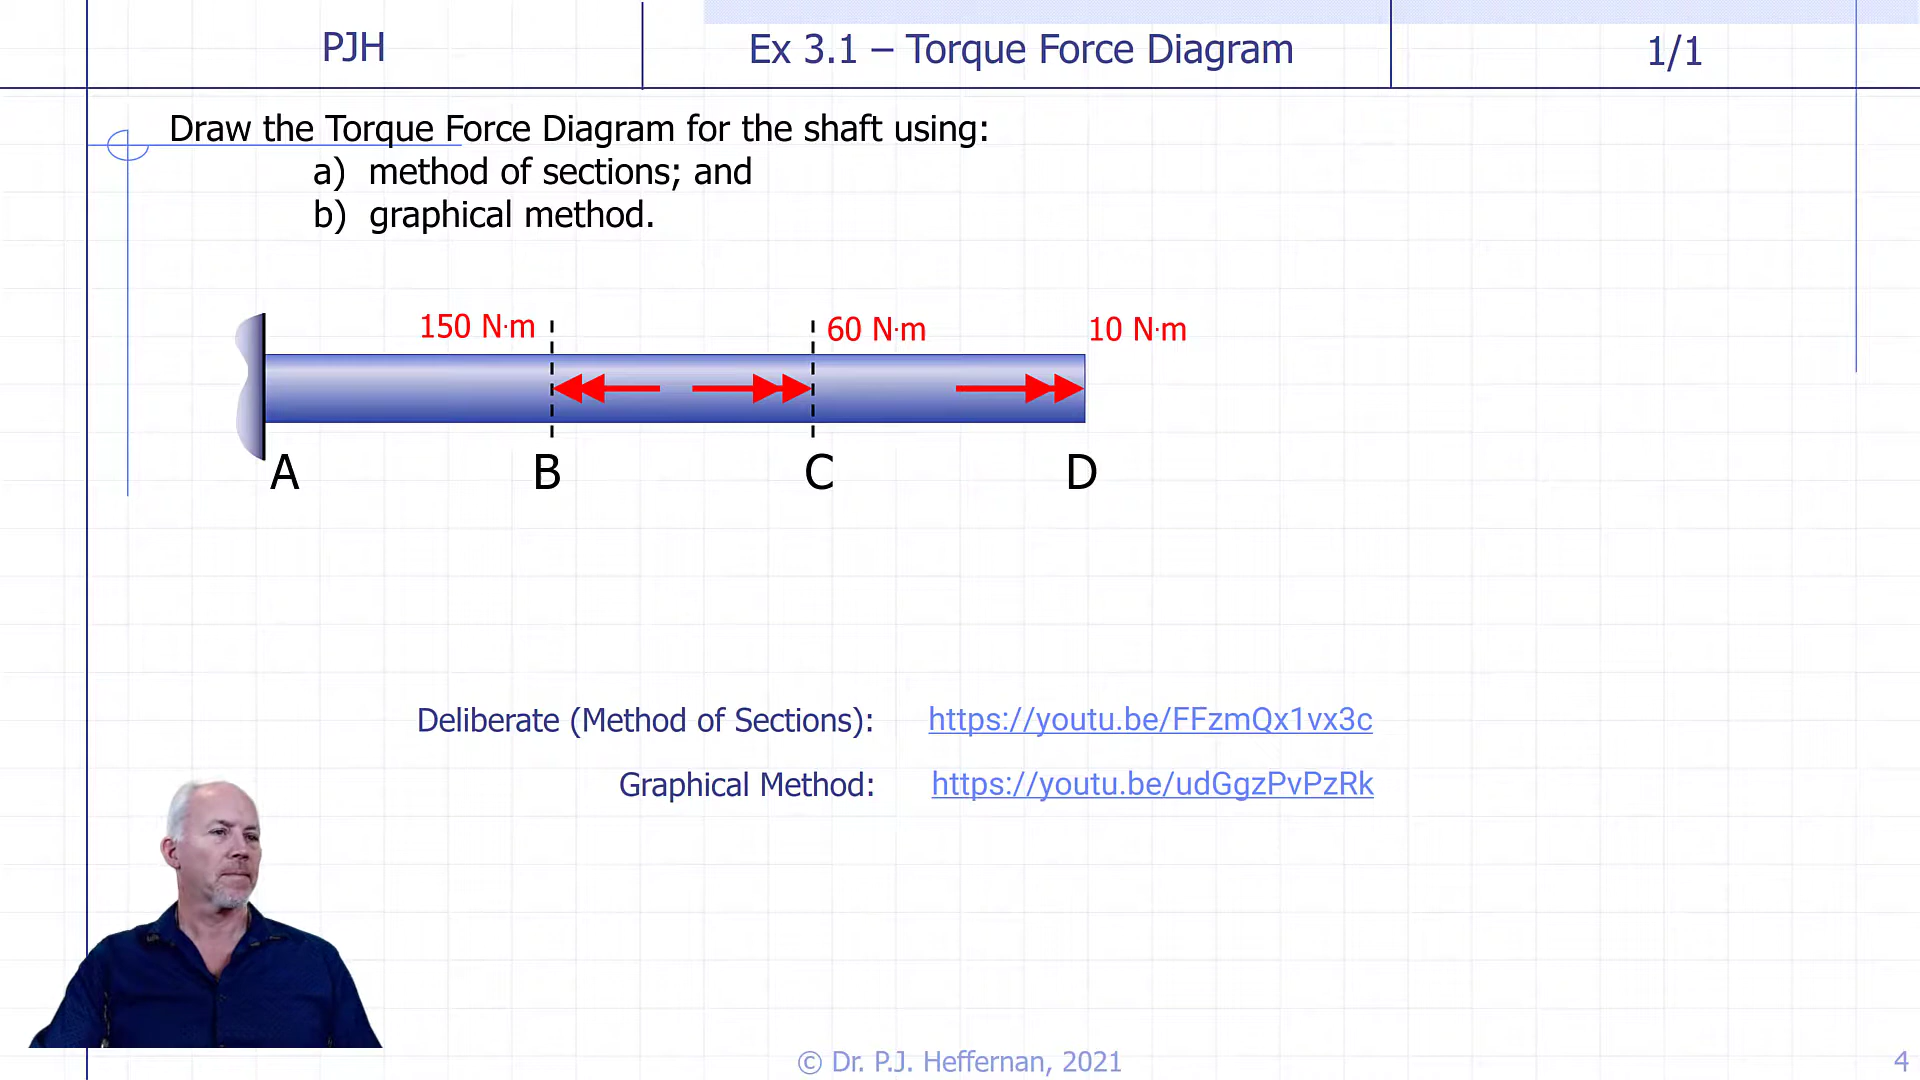 PJH
Ex 3.1 – Torque Force Diagram
1/1
Draw the Torque Force Diagram for the shaft using:
a) method of sections; and
b) graphical method.
150 N·m
60 N·m
10 N·m
A
B
C
D
Deliberate (Method of Sections): https://youtu.be/FFzmQx1vx3c
Graphical Method: https://youtu.be/udGgzPvPzRk
© Dr. P.J. Heffernan, 2021
4